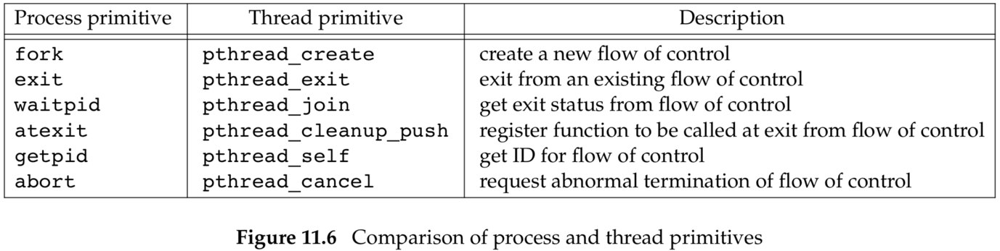 Process primitive Thread primitive Description
fork pthread_create create a new flow of control
exit pthread_exit exit from an existing flow of control
waitpid pthread_join get exit status from flow of control
atexit pthread_cleanup_push register function to be called at exit from flow of control
getpid pthread_self get ID for flow of control
abort pthread_cancel request abnormal termination of flow of control
Figure 11.6 Comparison of process and thread primitives